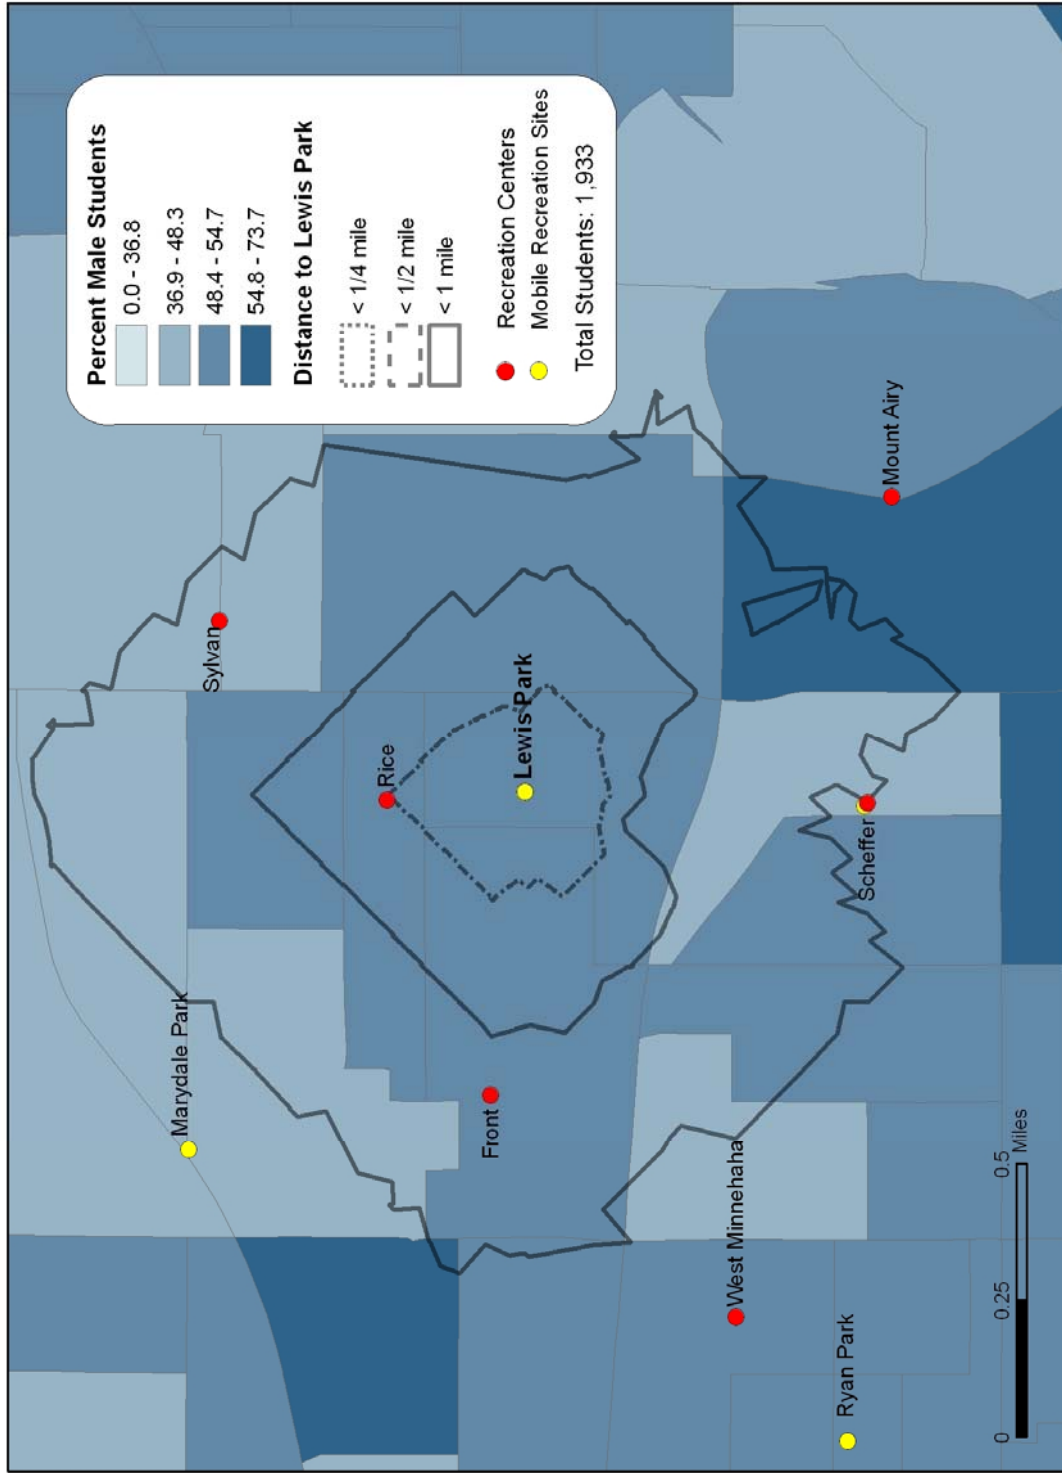 Percent Male Students
0.0 - 36.8
36.9 - 48.3
48.4 - 54.7
54.8 - 73.7
Distance to Lewis Park
< 1/4 mile
< 1/2 mile
< 1 mile
Recreation Centers
Mobile Recreation Sites
Total Students: 1,933
Marydale Park
Sylvan
Rice
Front
Lewis Park
West Minnehaha
Ryan Park
Scheffer
Mount Airy
0 0.25 0.5
Miles